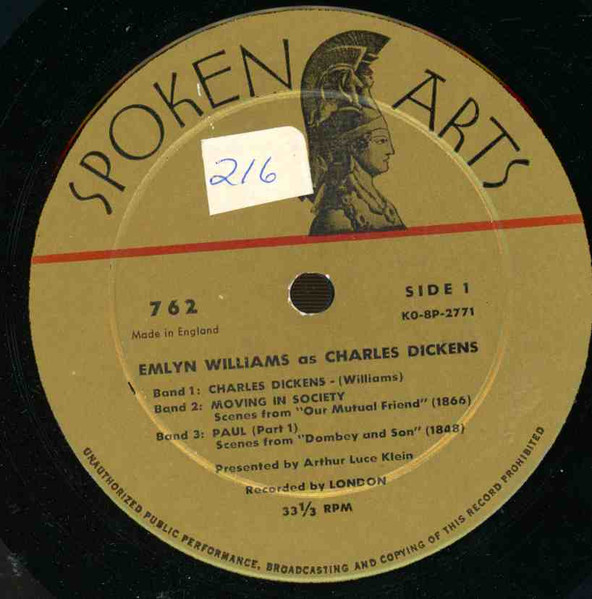 SPOKEN ARTS
216
762
Made in England
SIDE 1
KO-8P-2771
EMLYN WILLIAMS as CHARLES DICKENS
Band 1: CHARLES DICKENS - (Williams)
Band 2: MOVING IN SOCIETY
Scenes from "Our Mutual Friend" (1866)
Band 3: PAUL (Part 1)
Scenes from "Dombey and Son" (1848)
Presented by Arthur Luce Klein
Recorded by LONDON
33⅓ RPM
UNAUTHORIZED PUBLIC PERFORMANCE, BROADCASTING AND COPYING OF THIS RECORD PROHIBITED